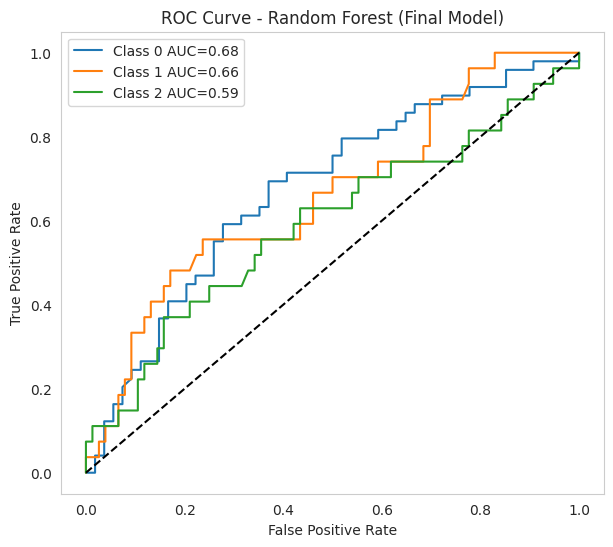 ROC Curve - Random Forest (Final Model)
Class 0 AUC=0.68
Class 1 AUC=0.66
Class 2 AUC=0.59
True Positive Rate
1.0
0.8
0.6
0.4
0.2
0.0
0.0 0.2 0.4 0.6 0.8 1.0
False Positive Rate